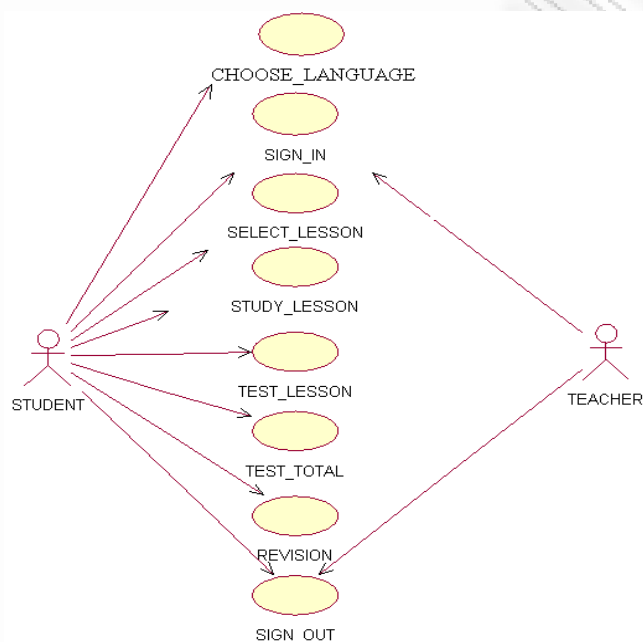 CHOOSE_LANGUAGE
SIGN_IN
SELECT_LESSON
STUDY_LESSON
TEST_LESSON
STUDENT
TEACHER
TEST_TOTAL
REVISION
SIGN_OUT